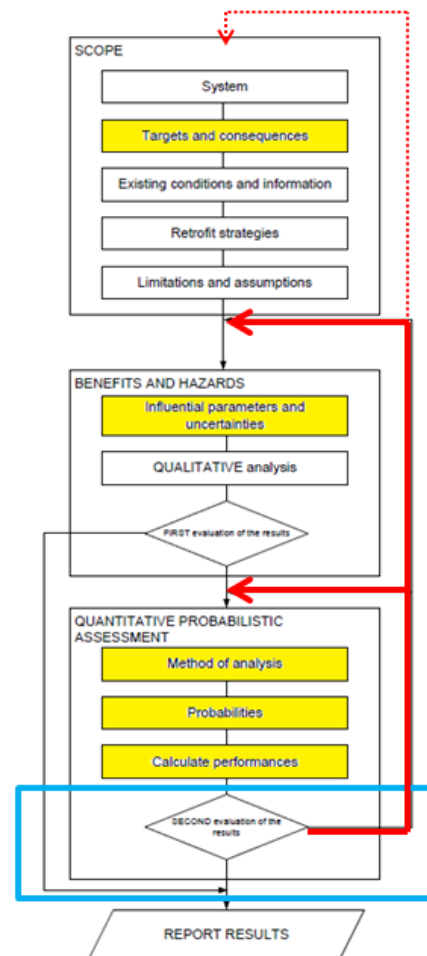 SCOPE
System
Targets and consequences
Existing conditions and information
Retrofit strategies
Limitations and assumptions
BENEFITS AND HAZARDS
Influential parameters and
uncertainties
QUALITATIVE analysis
FIRST evaluation of the results
QUANTITATIVE PROBABILISTIC
ASSESSMENT
Method of analysis
Probabilities
Calculate performances
SECOND evaluation of the
results
REPORT RESULTS